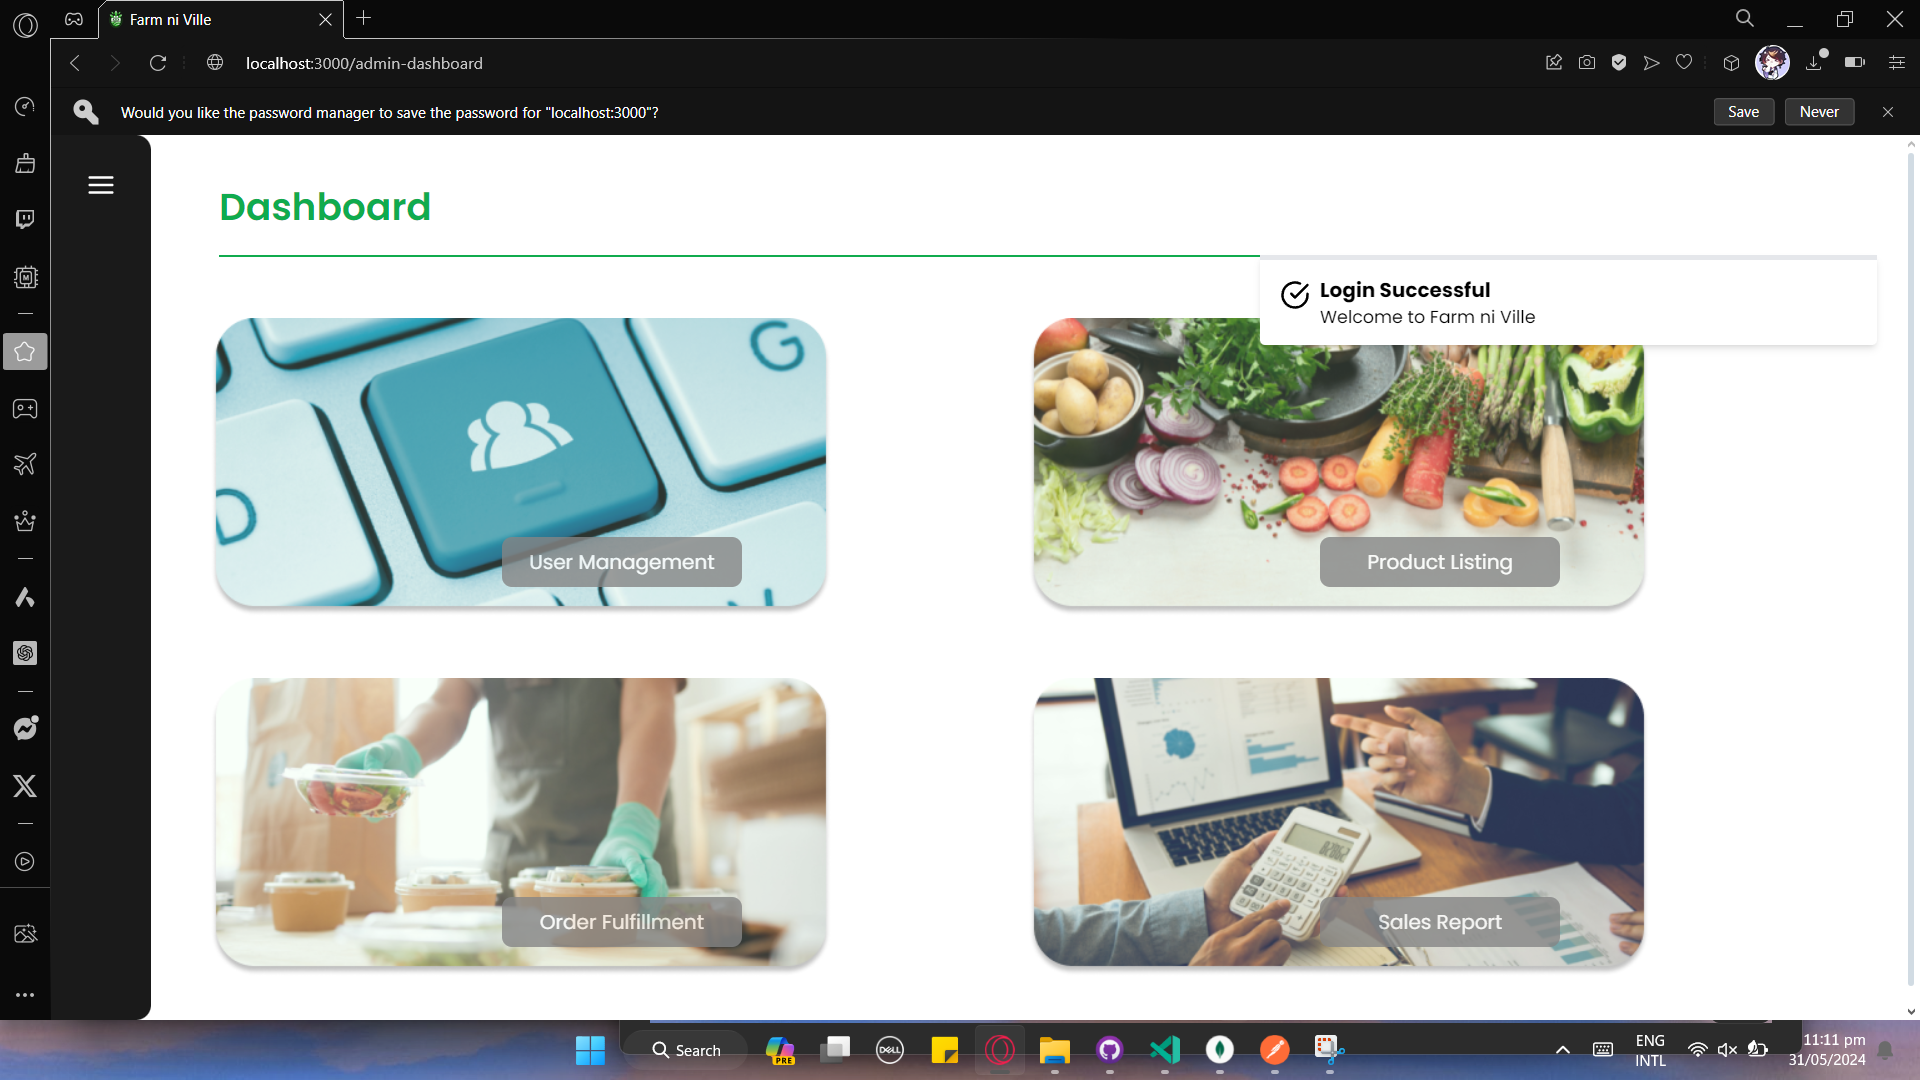 Farm ni Ville
localhost:3000/admin-dashboard
Would you like the password manager to save the password for "localhost:3000"?
Save
Never
Dashboard
Login Successful
Welcome to Farm ni Ville
G
D
N
User Management
Product Listing
Order Fulfillment
Sales Report
Search
PRE
DELL
ENG
INTL
11:11 pm
31/05/2024